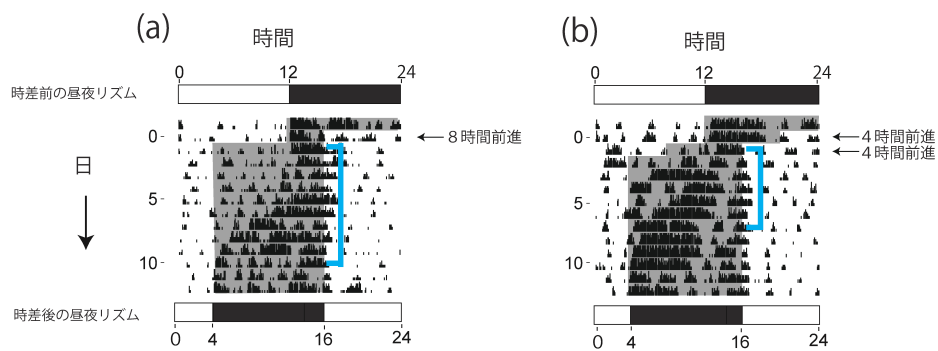 (a)
時間
0 12 24
時差前の昼夜リズム
0
8時間前進
日
5
10
時差後の昼夜リズム
0 4 16 24
(b)
時間
0 12 24
0
4時間前進
4時間前進
5
10
0 4 16 24